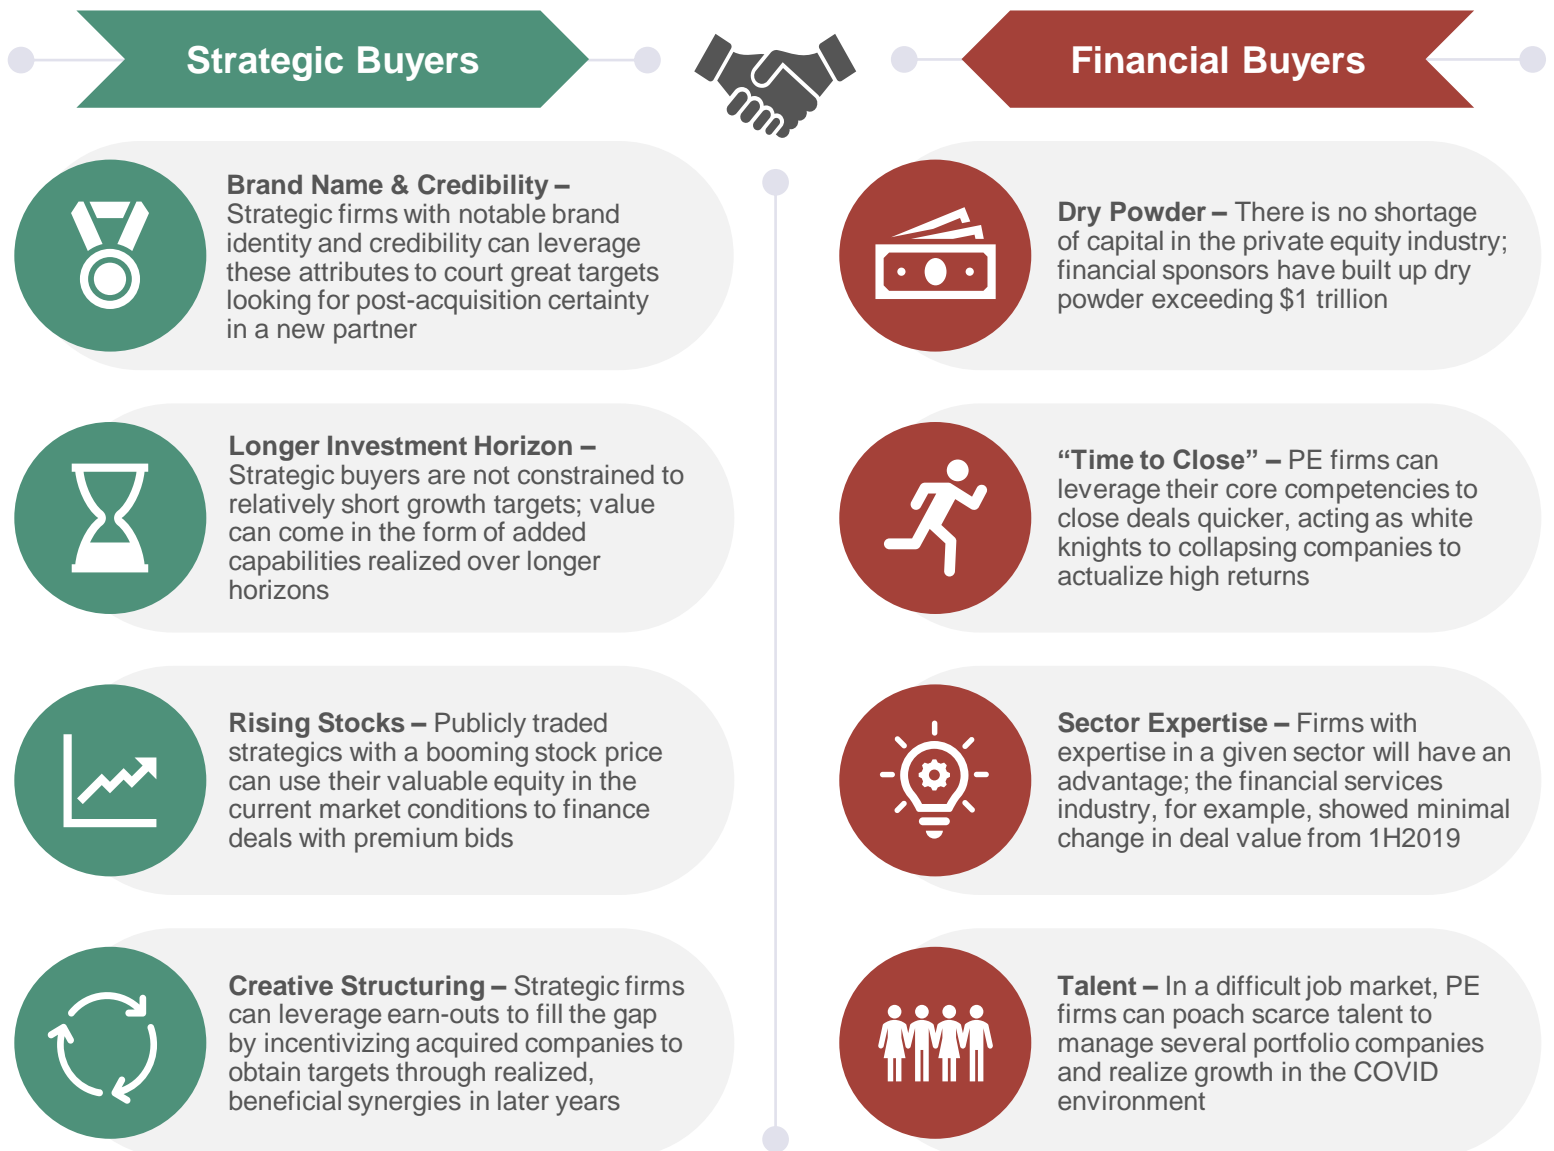 Strategic Buyers
Financial Buyers
Brand Name & Credibility –
Strategic firms with notable brand
identity and credibility can leverage
these attributes to court great targets
looking for post-acquisition certainty
in a new partner
Longer Investment Horizon –
Strategic buyers are not constrained to
relatively short growth targets; value
can come in the form of added
capabilities realized over longer
horizons
Rising Stocks – Publicly traded
strategics with a booming stock price
can use their valuable equity in the
current market conditions to finance
deals with premium bids
Creative Structuring – Strategic firms
can leverage earn-outs to fill the gap
by incentivizing acquired companies to
obtain targets through realized,
beneficial synergies in later years
Dry Powder – There is no shortage
of capital in the private equity industry;
financial sponsors have built up dry
powder exceeding $1 trillion
“Time to Close” – PE firms can
leverage their core competencies to
close deals quicker, acting as white
knights to collapsing companies to
actualize high returns
Sector Expertise – Firms with
expertise in a given sector will have an
advantage; the financial services
industry, for example, showed minimal
change in deal value from 1H2019
Talent – In a difficult job market, PE
firms can poach scarce talent to
manage several portfolio companies
and realize growth in the COVID
environment